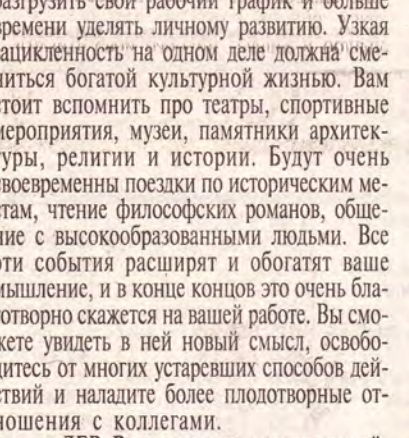 разгрузить свой рабочий график и больше
времени уделять личному развитию. Узкая
зацикленность на одном деле должна сме-
ниться богатой культурной жизнью. Вам
стоит вспомнить про театры, спортивные
мероприятия, музеи, памятники архитек-
туры, религии и истории. Будут очень
своевременны поездки по историческим ме-
стам, чтение философских романов, обще-
ние с высокообразованными людьми. Все
эти события расширят и обогатят ваше
мышление, и в конце концов это очень бла-
готворно скажется на вашей работе. Вы смо-
жете увидеть в ней новый смысл, освобо-
дитесь от многих устаревших способов дей-
ствий и наладите более плодотворные от-
ношения с коллегами.